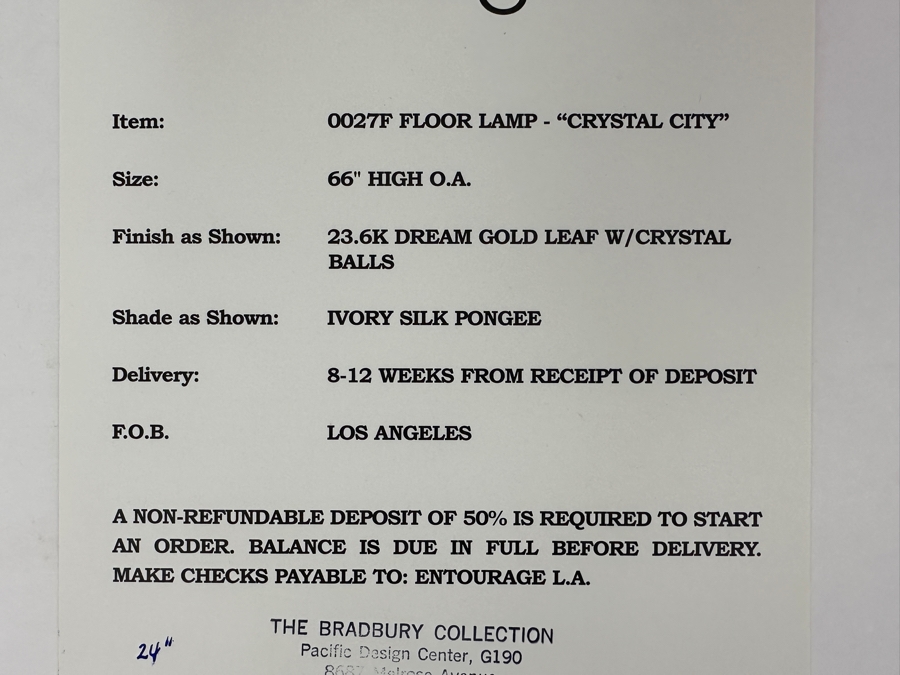 Item: 0027F FLOOR LAMP - “CRYSTAL CITY”
Size: 66" HIGH O.A.
Finish as Shown: 23.6K DREAM GOLD LEAF W/CRYSTAL
BALLS
Shade as Shown: IVORY SILK PONGEE
Delivery: 8-12 WEEKS FROM RECEIPT OF DEPOSIT
F.O.B. LOS ANGELES
A NON-REFUNDABLE DEPOSIT OF 50% IS REQUIRED TO START
AN ORDER. BALANCE IS DUE IN FULL BEFORE DELIVERY.
MAKE CHECKS PAYABLE TO: ENTOURAGE L.A.
THE BRADBURY COLLECTION
24" Pacific Design Center, G190
8687 Melrose Avenue